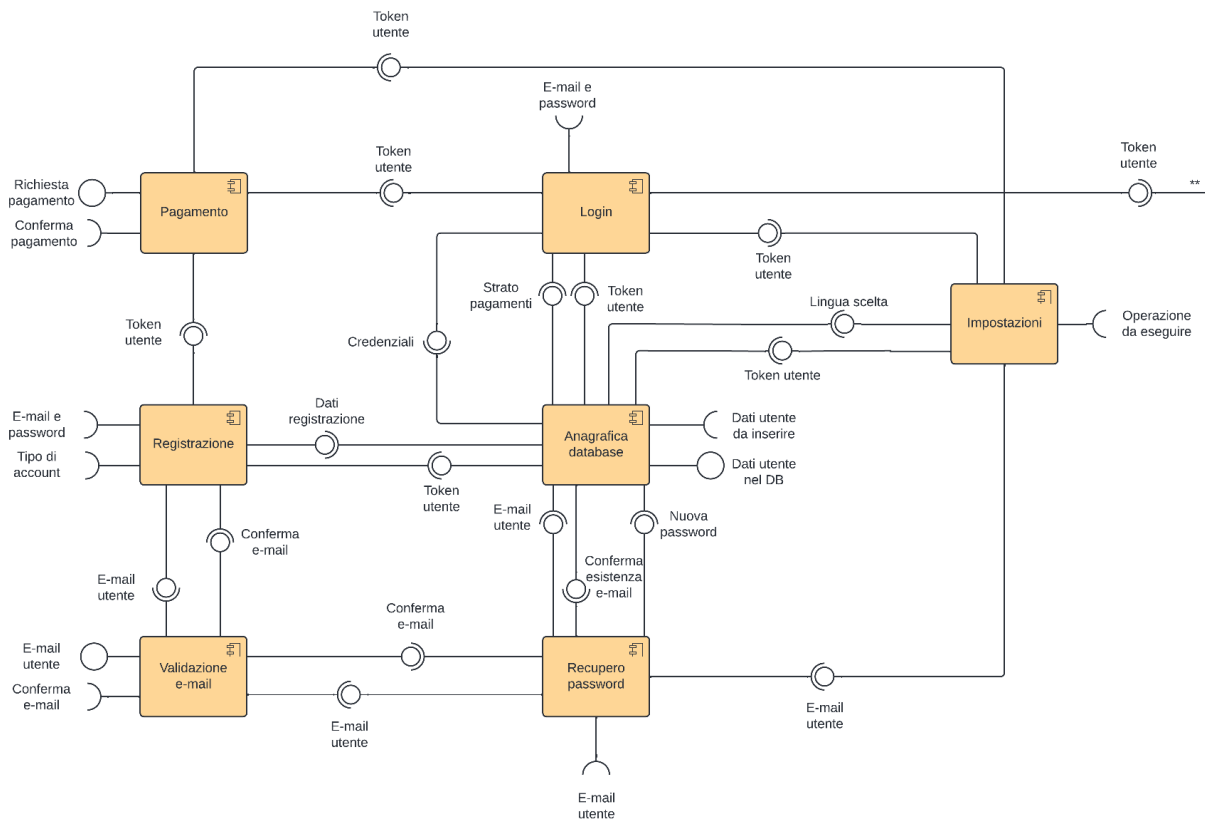 Token
utente
E-mail e
password
Token
utente
Token
utente
**
Richiesta
pagamento
Conferma
pagamento
Pagamento
Login
Token
utente
Strato
pagamenti
Token
utente
Lingua scelta
Impostazioni
Operazione
da eseguire
Token
utente
Credenziali
Token utente
E-mail e
password
Tipo di
account
Registrazione
Dati
registrazione
Anagrafica
database
Dati utente
da inserire
Dati utente
nel DB
Token
utente
E-mail
utente
Nuova
password
Conferma
e-mail
E-mail
utente
Conferma
esistenza
e-mail
Conferma
e-mail
E-mail
utente
Conferma
e-mail
Validazione
e-mail
Recupero
password
E-mail
utente
E-mail
utente
E-mail
utente